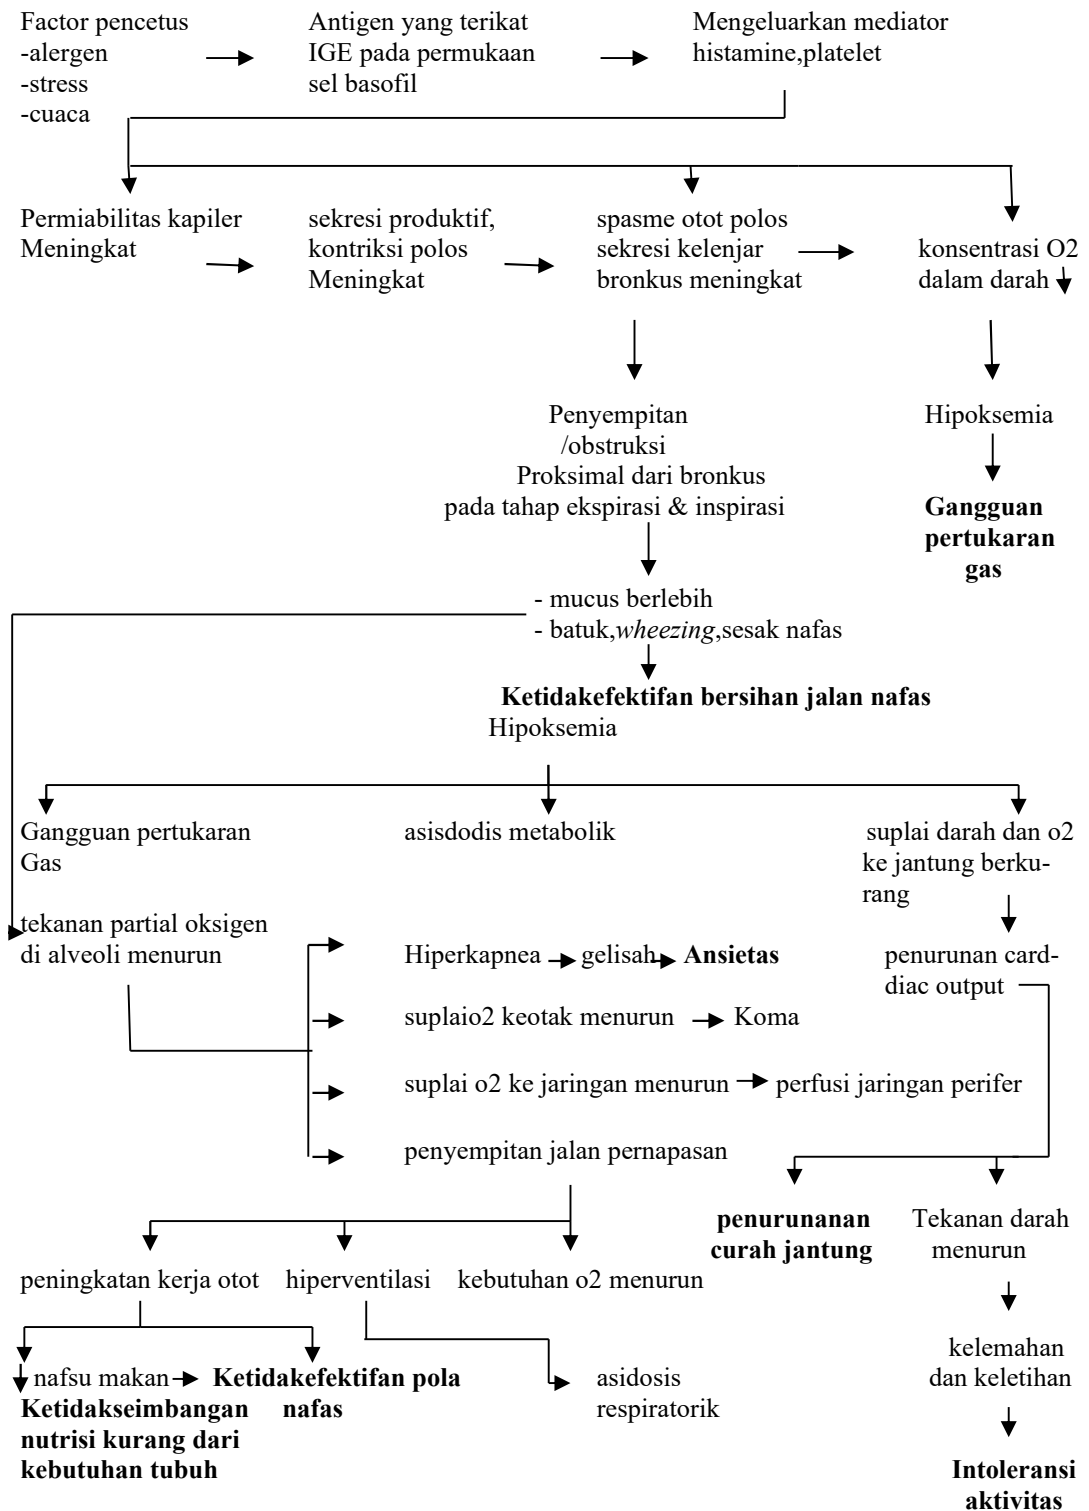 Factor pencetus
-alergen
-stress
-cuaca
Antigen yang terikat
IGE pada permukaan
sel basofil
Mengeluarkan mediator
histamine,platelet
Permiabilitas kapiler
Meningkat
sekresi produktif,
kontriksi polos
Meningkat
spasme otot polos
sekresi kelenjar
bronkus meningkat
konsentrasi O2
dalam darah
Penyempitan
/obstruksi
Proksimal dari bronkus
pada tahap ekspirasi & inspirasi
Hipoksemia
Gangguan
pertukaran
gas
- mucus berlebih
- batuk,wheezing,sesak nafas
Ketidakefektifan bersihan jalan nafas
Hipoksemia
Gangguan pertukaran
Gas
asisdodis metabolik
suplai darah dan o2
ke jantung berku-
rang
tekanan partial oksigen
di alveoli menurun
Hiperkapnea gelisah Ansietas
penurunan card-
diac output
suplaio2 keotak menurun Koma
suplai o2 ke jaringan menurun perfusi jaringan perifer
penyempitan jalan pernapasan
penurunanan
curah jantung
Tekanan darah
menurun
peningkatan kerja otot hiperventilasi kebutuhan o2 menurun
kelemahan
dan keletihan
nafsu makan Ketidakefektifan pola
nafas
Ketidakseimbangan
nutrisi kurang dari
kebutuhan tubuh
asidosis
respiratorik
Intoleransi
aktivitas